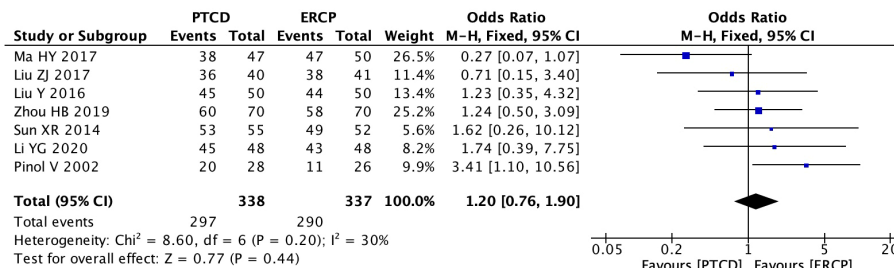 PTCD ERCP Odds Ratio Odds Ratio
Study or Subgroup Events Total Events Total Weight M-H, Fixed, 95% CI M-H, Fixed, 95% CI
Ma HY 2017 38 47 47 50 26.5% 0.27 [0.07, 1.07]
Liu ZJ 2017 36 40 38 41 11.4% 0.71 [0.15, 3.40]
Liu Y 2016 45 50 44 50 13.4% 1.23 [0.35, 4.32]
Zhou HB 2019 60 70 58 70 25.2% 1.24 [0.50, 3.09]
Sun XR 2014 53 55 49 52 5.6% 1.62 [0.26, 10.12]
Li YG 2020 45 48 43 48 8.2% 1.74 [0.39, 7.75]
Pinol V 2002 20 28 11 26 9.9% 3.41 [1.10, 10.56]
Total (95% CI) 338 337 100.0% 1.20 [0.76, 1.90]
Total events 297 290
Heterogeneity: Chi² = 8.60, df = 6 (P = 0.20); I² = 30%
Test for overall effect: Z = 0.77 (P = 0.44)
0.05 0.2 1 5 20
Favours [PTCD] Favours [ERCP]